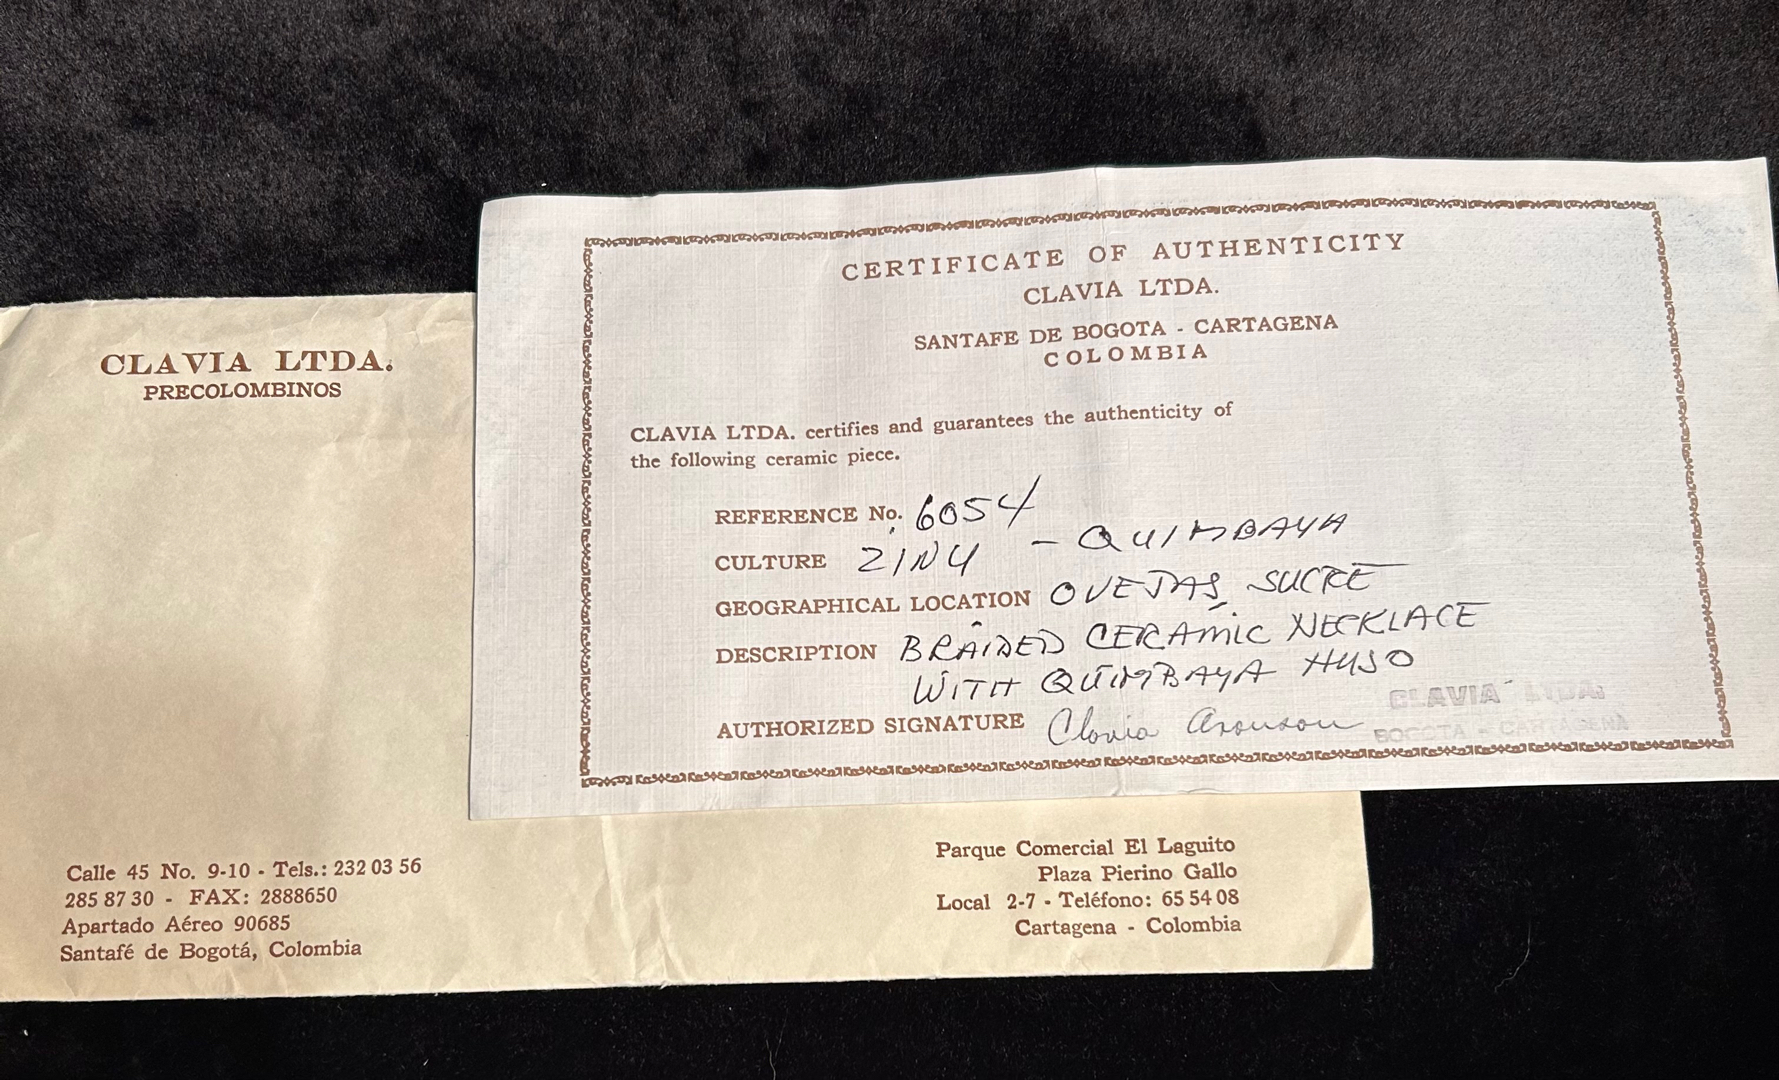 CLAVIA LTDA.
PRECOLOMBINOS
Calle 45 No. 9-10 - Tels.: 232 03 56
285 87 30 - FAX: 2888650
Apartado Aéreo 90685
Santafé de Bogotá, Colombia
Parque Comercial El Laguito
Plaza Pierino Gallo
Local 2-7 - Teléfono: 65 54 08
Cartagena - Colombia
CERTIFICATE OF AUTHENTICITY
CLAVIA LTDA.
SANTAFE DE BOGOTA - CARTAGENA
COLOMBIA
CLAVIA LTDA. certifies and guarantees the authenticity of
the following ceramic piece.
REFERENCE No. 6054
CULTURE ZINU - QUIMBAYA
GEOGRAPHICAL LOCATION OVEJAS, SUCRE
DESCRIPTION BRAIDED CERAMIC NECKLACE
WITH QUIMBAYA HUSO
AUTHORIZED SIGNATURE Clavia Aronson
CLAVIA LTDA.
BOGOTA - CARTAGENA